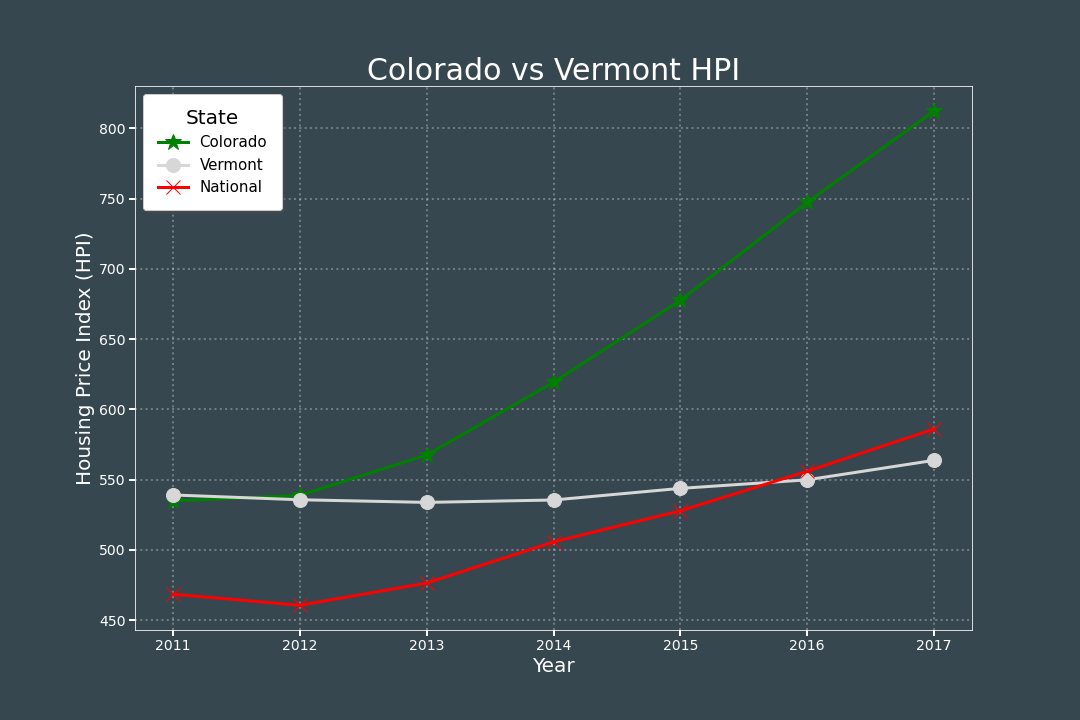 Colorado vs Vermont HPI
State
Colorado
Vermont
National
Housing Price Index (HPI)
800
750
700
650
600
550
500
450
2011 2012 2013 2014 2015 2016 2017
Year